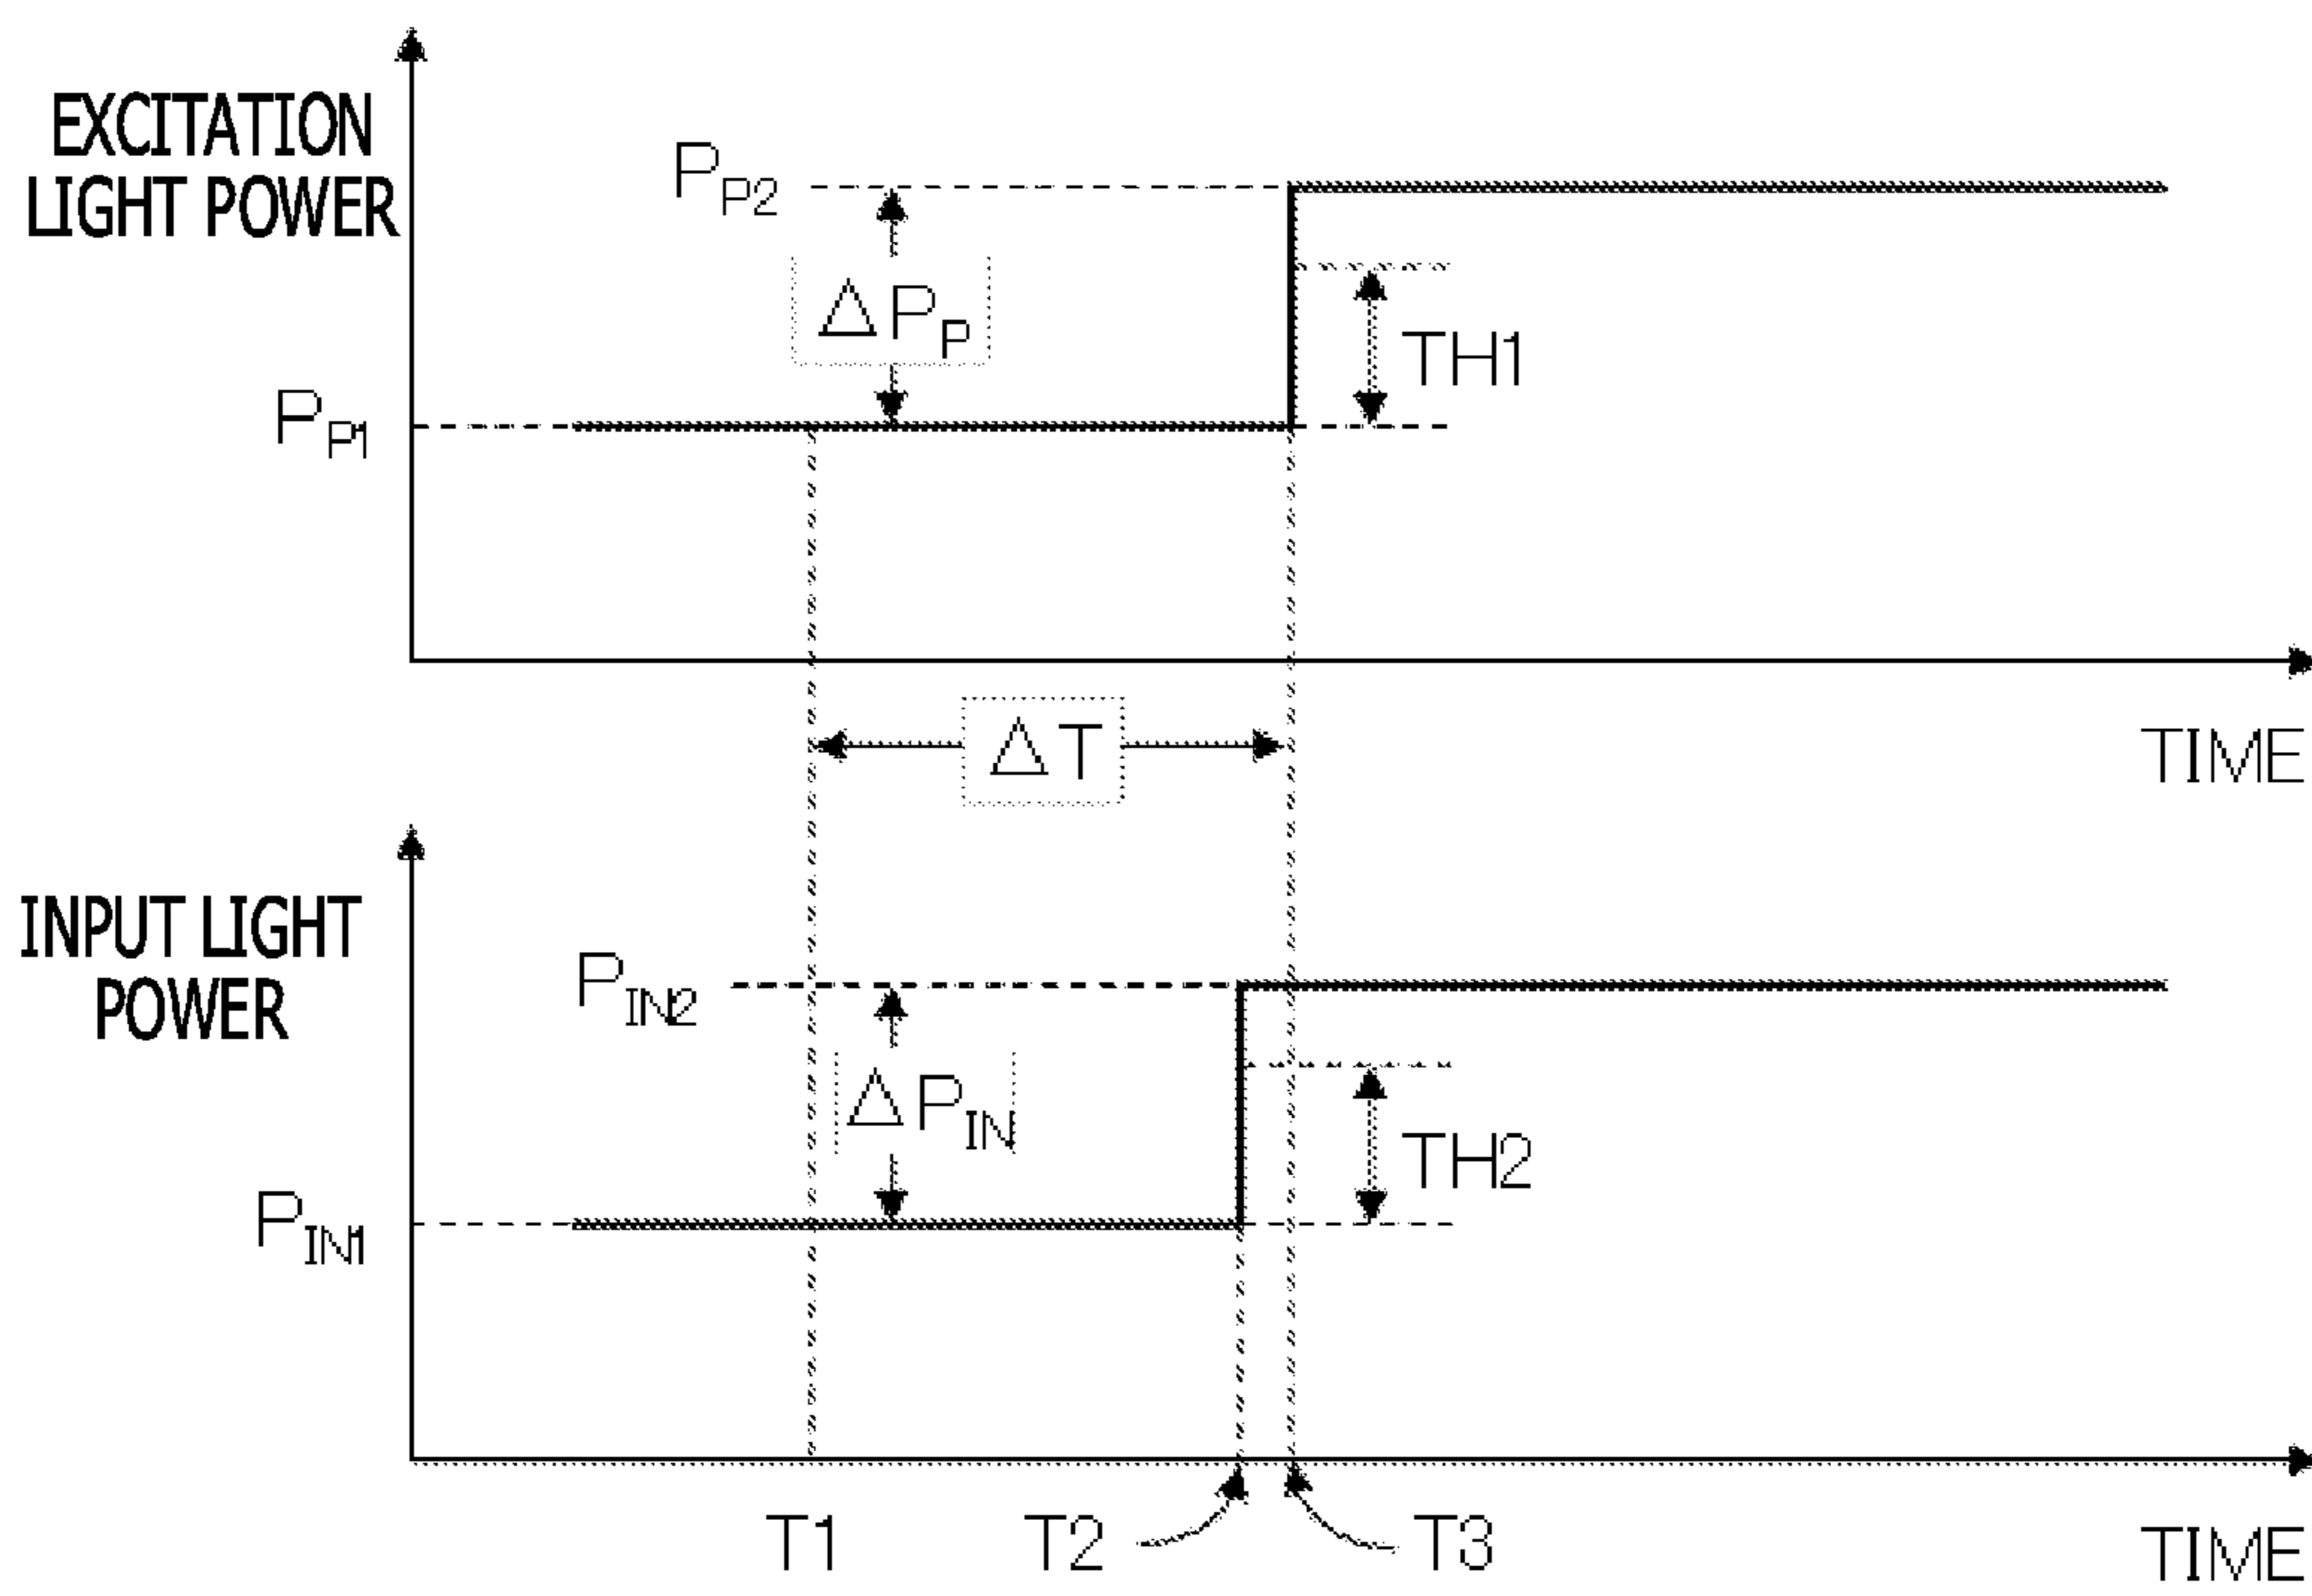 EXCITATION
LIGHT POWER
P_P2
ΔP_P
TH1
P_P1
ΔT
TIME
INPUT LIGHT
POWER
P_IN2
ΔP_IN
TH2
P_IN1
T1 T2 T3
TIME